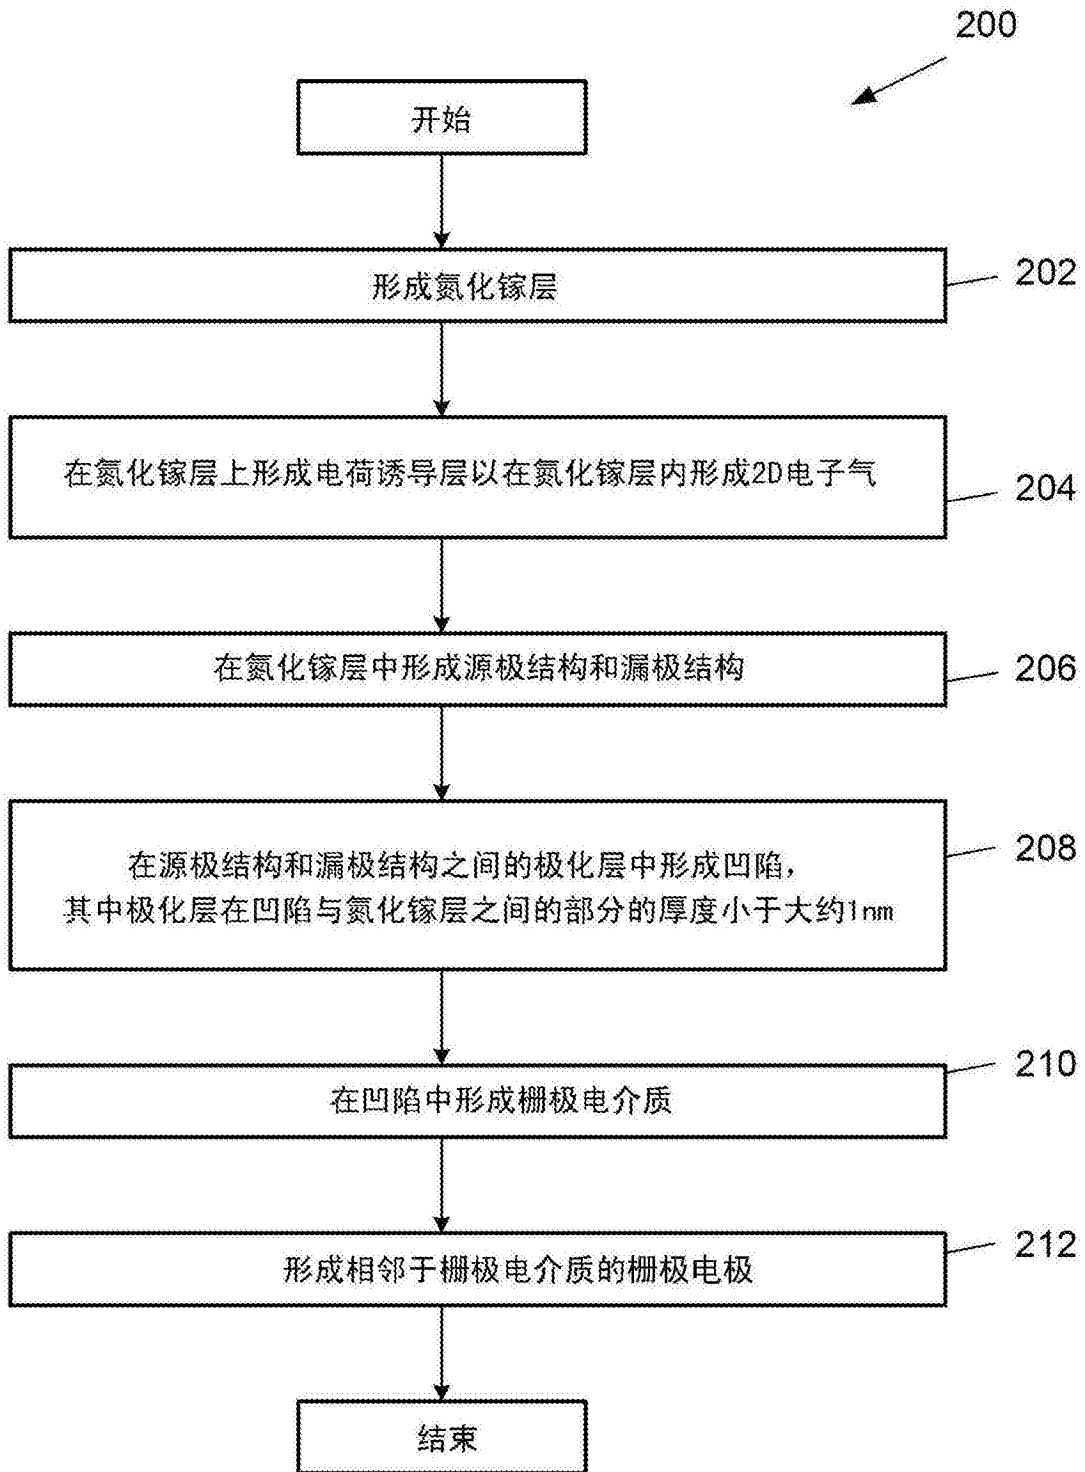 200
开始
形成氮化镓层
202
在氮化镓层上形成电荷诱导层以在氮化镓层内形成2D电子气
204
在氮化镓层中形成源极结构和漏极结构
206
在源极结构和漏极结构之间的极化层中形成凹陷，
其中极化层在凹陷与氮化镓层之间的部分的厚度小于大约1nm
208
在凹陷中形成栅极电介质
210
形成相邻于栅极电介质的栅极电极
212
结束